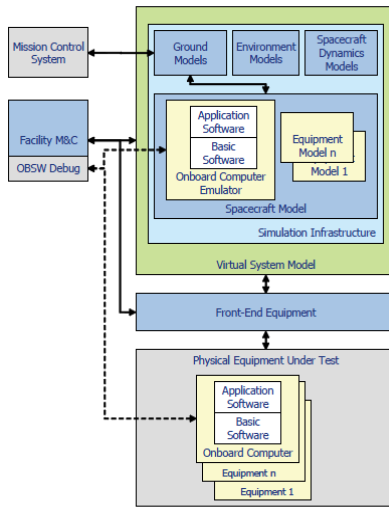 Mission Control
System
Ground
Models
Environment
Models
Spacecraft
Dynamics
Models
Facility M&C
OBSW Debug
Application
Software
Basic
Software
Onboard Computer
Emulator
Equipment
Model n
Model 1
Spacecraft Model
Simulation Infrastructure
Virtual System Model
Front-End Equipment
Physical Equipment Under Test
Application
Software
Basic
Software
Onboard Computer
Equipment n
Equipment 1